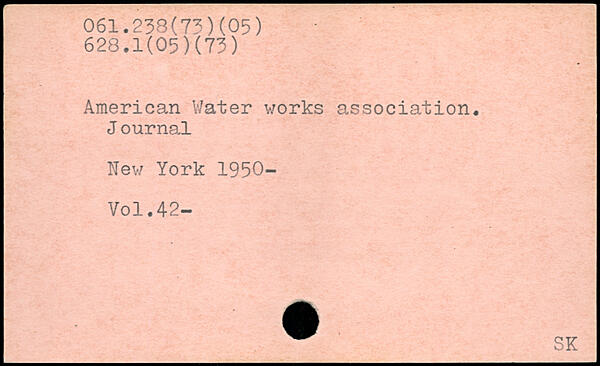 061.238(73)(05)
628.1(05)(73)
American Water works association.
Journal
New York 1950-
Vol.42-
SK